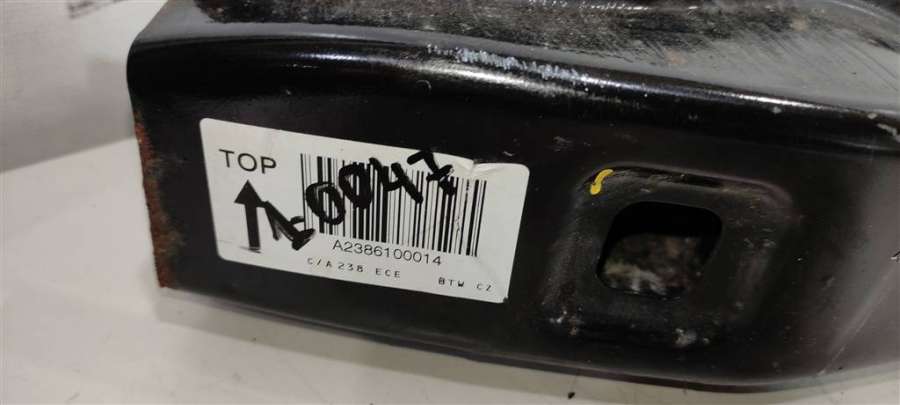 TOP
A2386100014
C/A 238 ECE BTW CZ